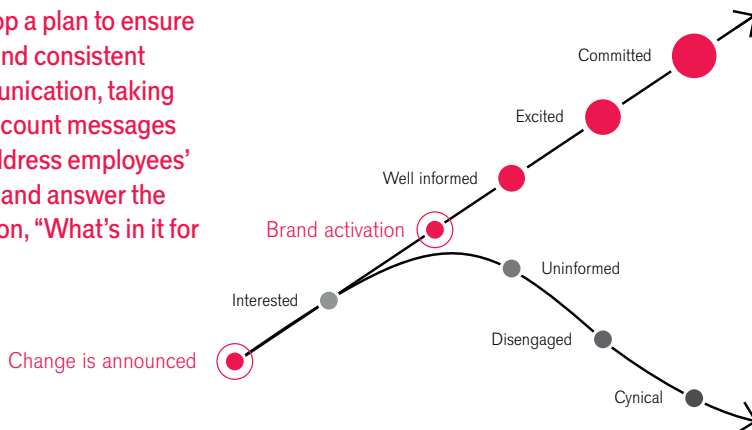 op a plan to ensure
nd consistent
unication, taking
count messages
ddress employees’
and answer the
on, “What’s in it for
Committed
Excited
Well informed
Brand activation
Uninformed
Interested
Disengaged
Change is announced
Cynical